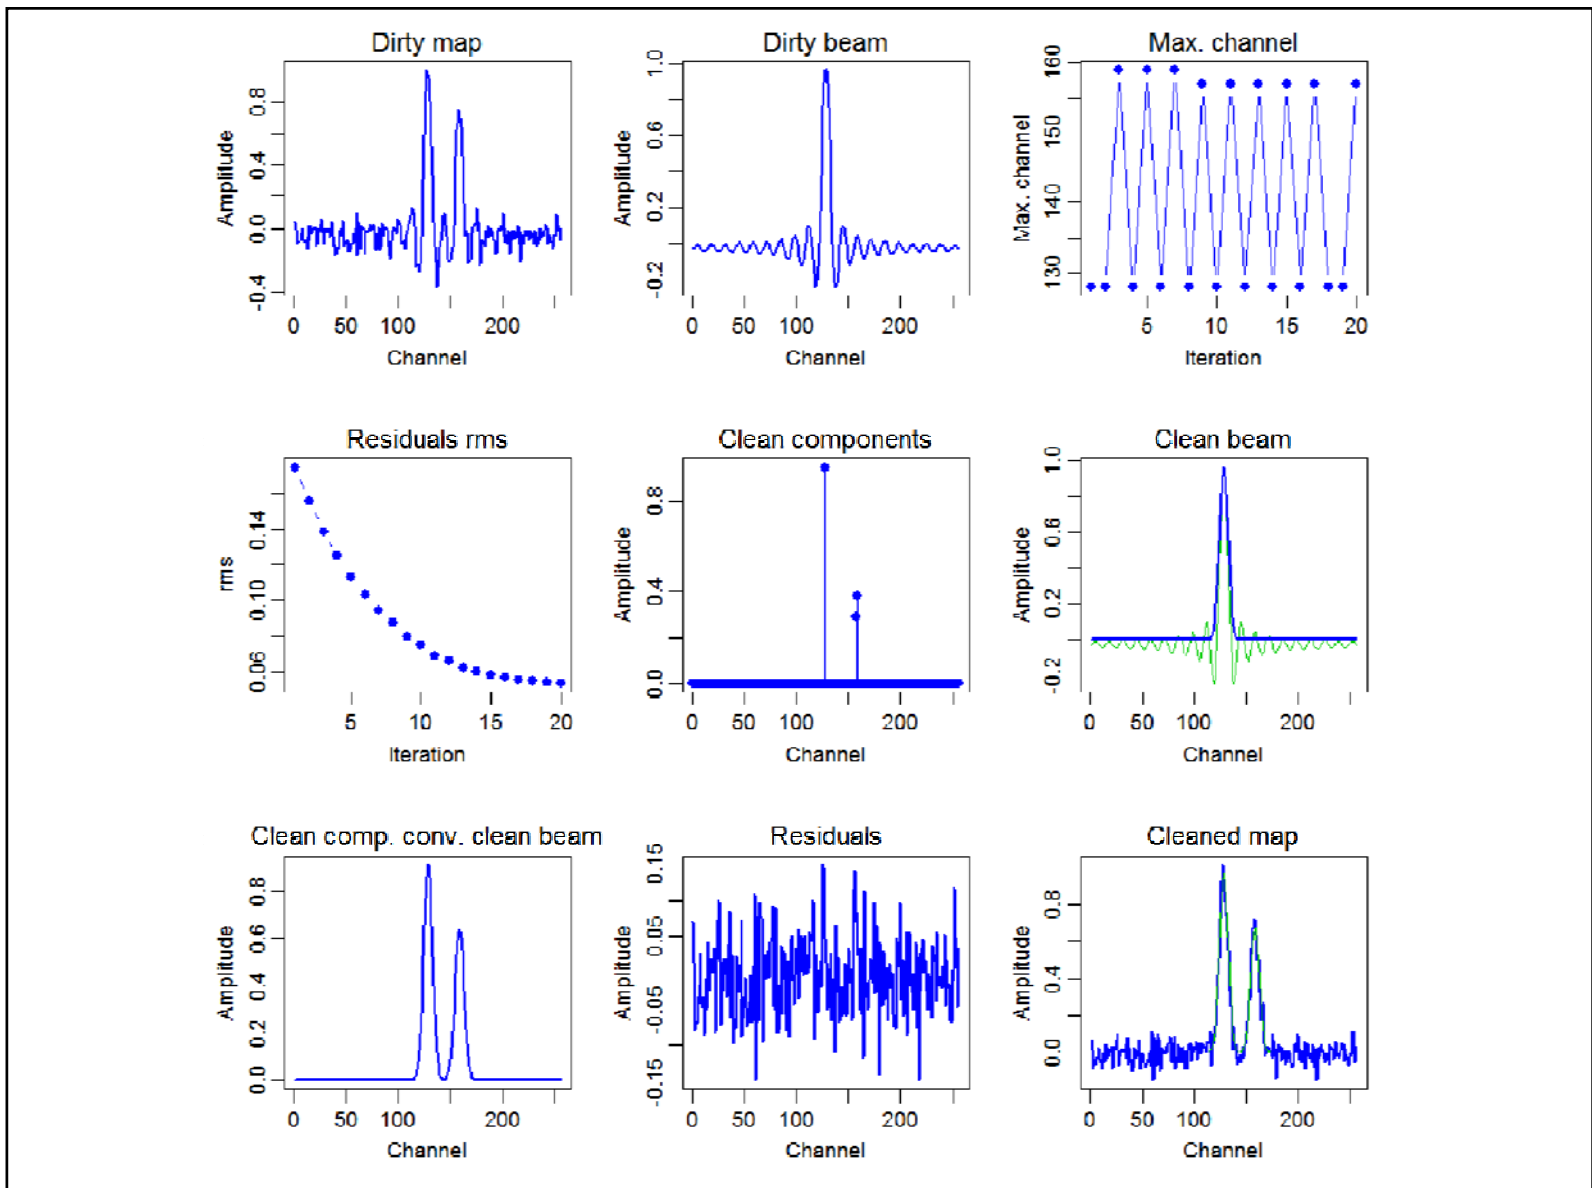 Dirty map
Amplitude
-0.4 0.0 0.4 0.8
0 50 100 200
Channel
Dirty beam
Amplitude
-0.2 0.2 0.6 1.0
0 50 100 200
Channel
Max. channel
Max. channel
130 140 150 160
5 10 15 20
Iteration
Residuals rms
rms
0.06 0.10 0.14
5 10 15 20
Iteration
Clean components
Amplitude
0.0 0.4 0.8
0 50 100 200
Channel
Clean beam
Amplitude
-0.2 0.2 0.6 1.0
0 50 100 200
Channel
Clean comp. conv. clean beam
Amplitude
0.0 0.2 0.4 0.6 0.8
0 50 100 200
Channel
Residuals
Amplitude
-0.15 -0.05 0.05 0.15
0 50 100 200
Channel
Cleaned map
Amplitude
0.0 0.4 0.8
0 50 100 200
Channel